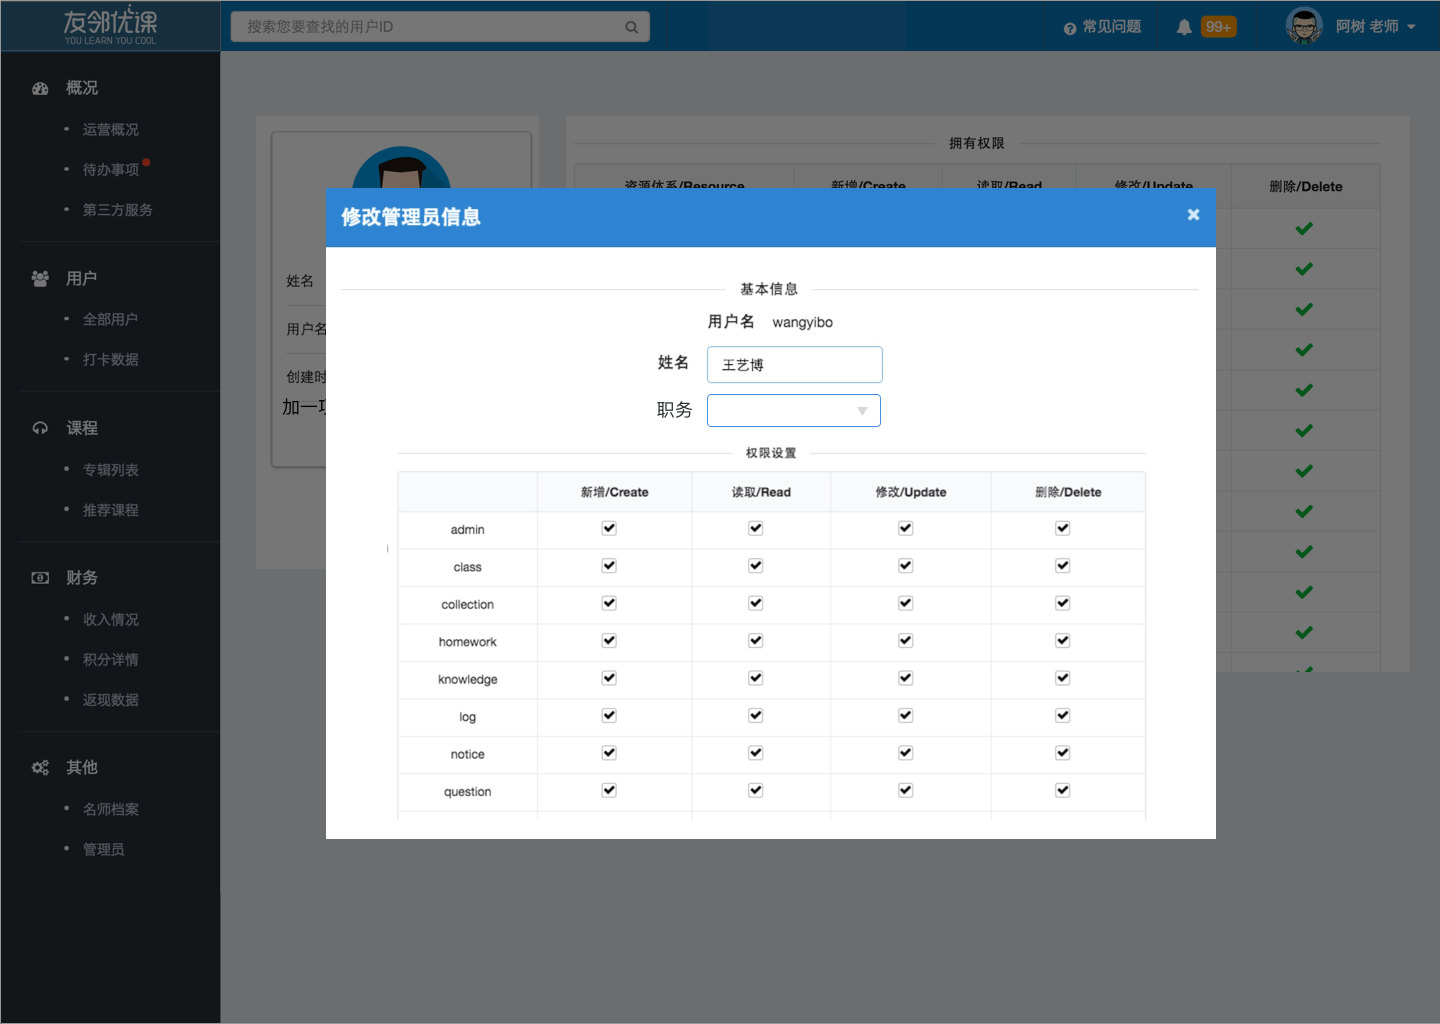 友邻优课
YOU LEARN YOU COOL
搜索您要查找的用户ID
常见问题
99+
阿树 老师
概况
运营概况
待办事项
第三方服务
用户
全部用户
打卡数据
课程
专辑列表
推荐课程
财务
收入情况
积分详情
返现数据
其他
名师档案
管理员
姓名
用户名
创建时
加一项
拥有权限
资源体系/Resource 新增/Create 读取/Read 修改/Update 删除/Delete
修改管理员信息
×
基本信息
用户名 wangyibo
姓名 王艺博
职务
权限设置
新增/Create 读取/Read 修改/Update 删除/Delete
admin
class
collection
homework
knowledge
log
notice
question